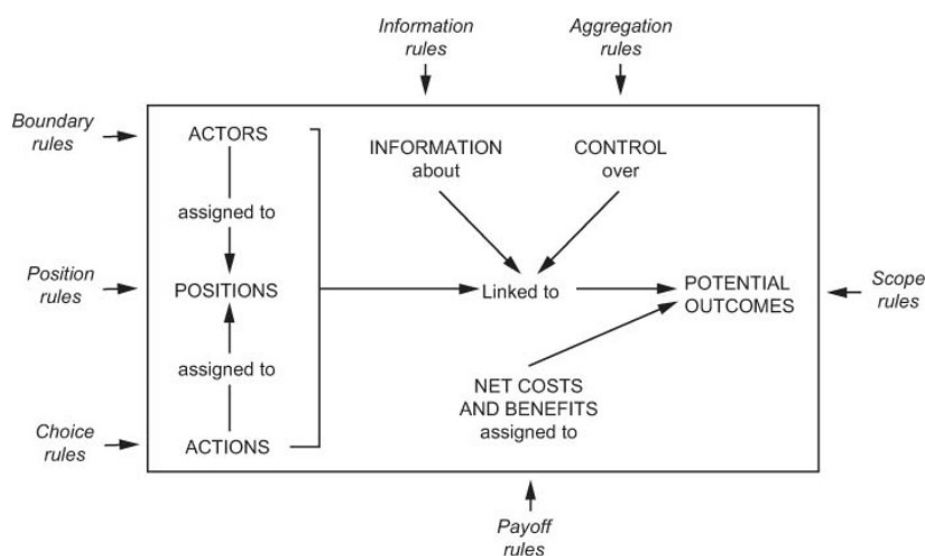 Information
rules
Aggregation
rules
Boundary
rules
ACTORS
INFORMATION
about
CONTROL
over
assigned to
Position
rules
POSITIONS
Linked to
POTENTIAL
OUTCOMES
Scope
rules
assigned to
NET COSTS
AND BENEFITS
assigned to
Choice
rules
ACTIONS
Payoff
rules